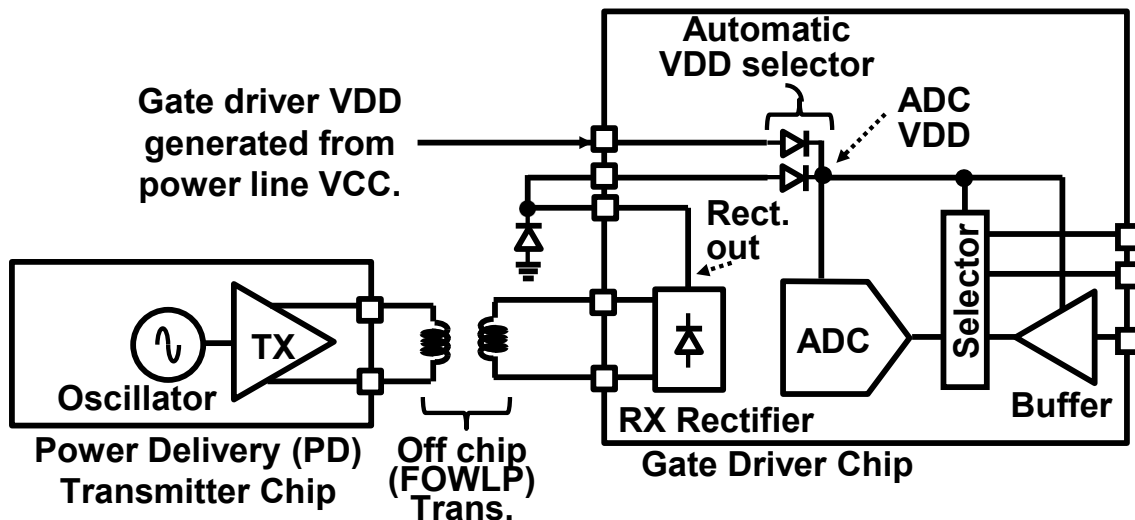 Automatic
VDD selector
Gate driver VDD
generated from
power line VCC.
ADC
VDD
Rect.
out
Selector
TX
ADC
Oscillator
RX Rectifier
Buffer
Power Delivery (PD)
Transmitter Chip
Off chip
(FOWLP)
Trans.
Gate Driver Chip